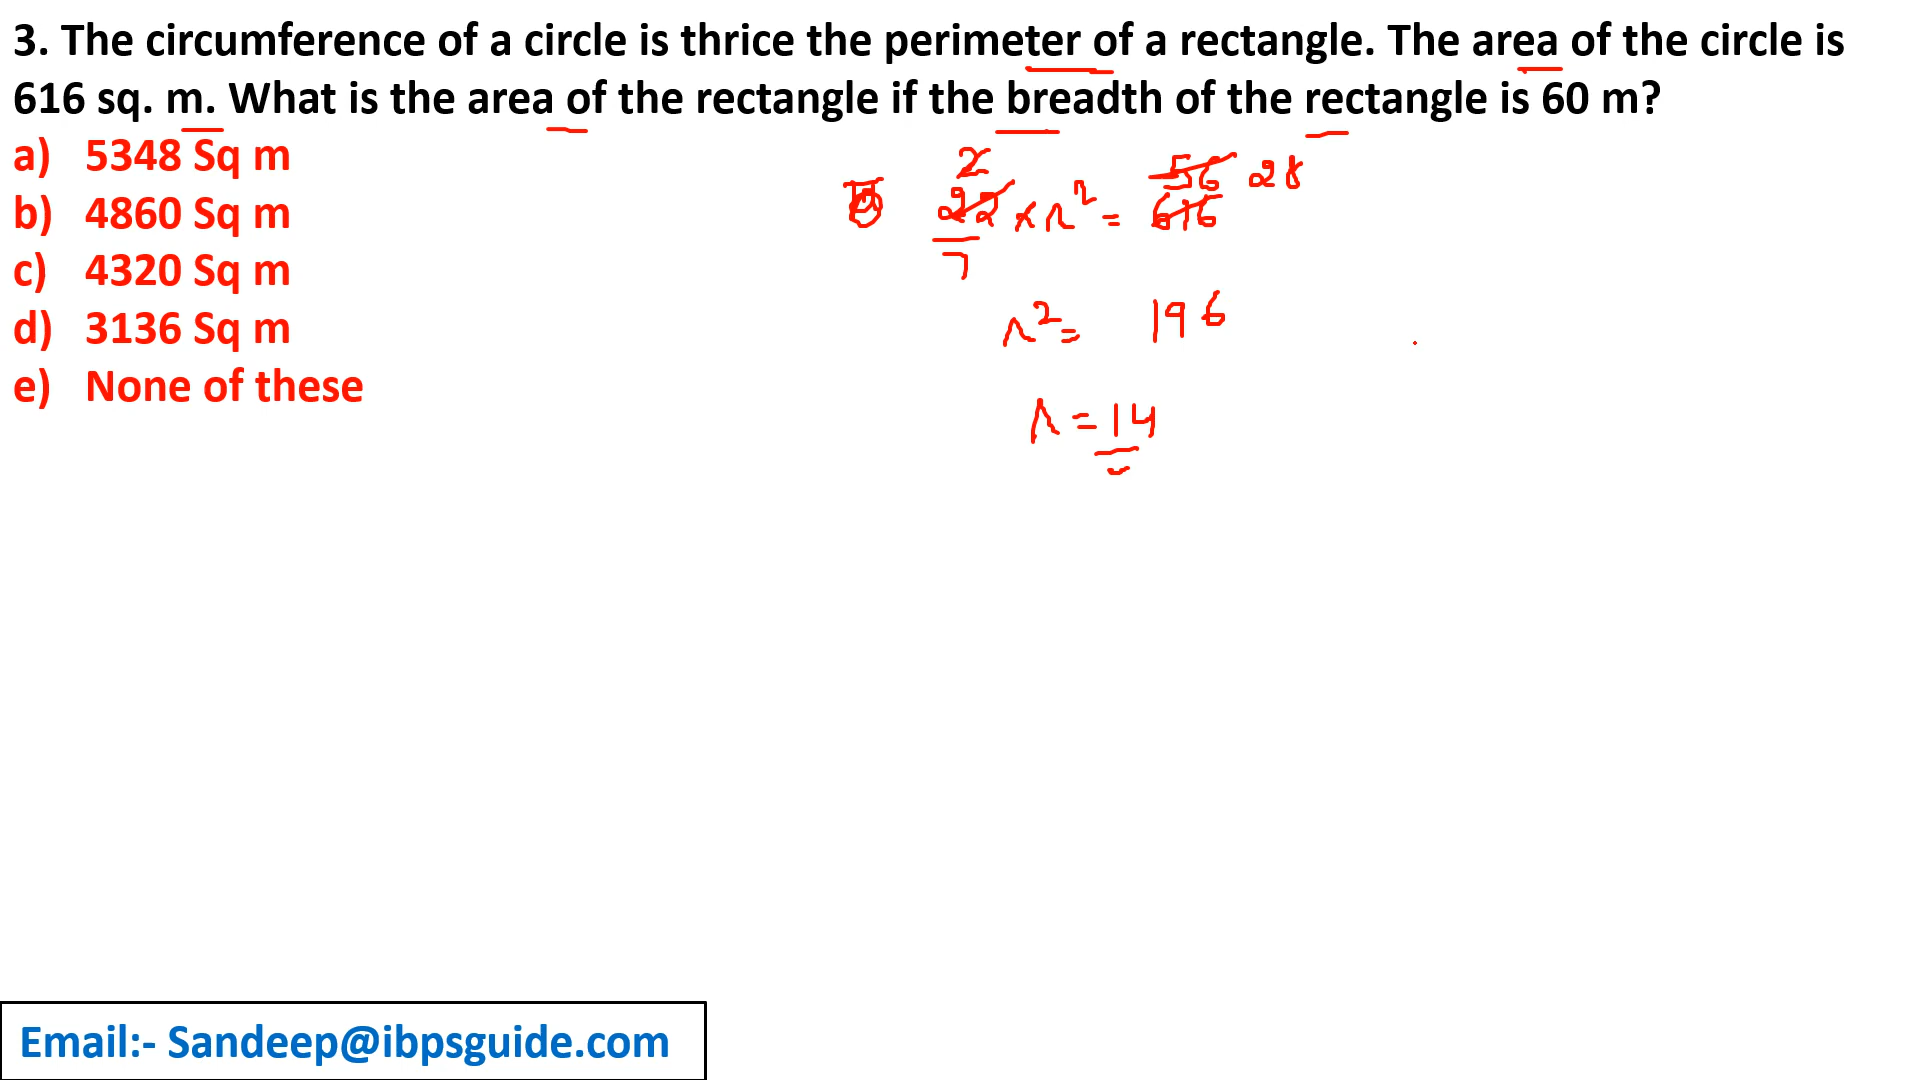 3. The circumference of a circle is thrice the perimeter of a rectangle. The area of the circle is
616 sq. m. What is the area of the rectangle if the breadth of the rectangle is 60 m?
a) 5348 Sq m
b) 4860 Sq m
c) 4320 Sq m
d) 3136 Sq m
e) None of these
2 56 28
22 × r² = 616
7
r² = 196
r = 14
Email:- Sandeep@ibpsguide.com